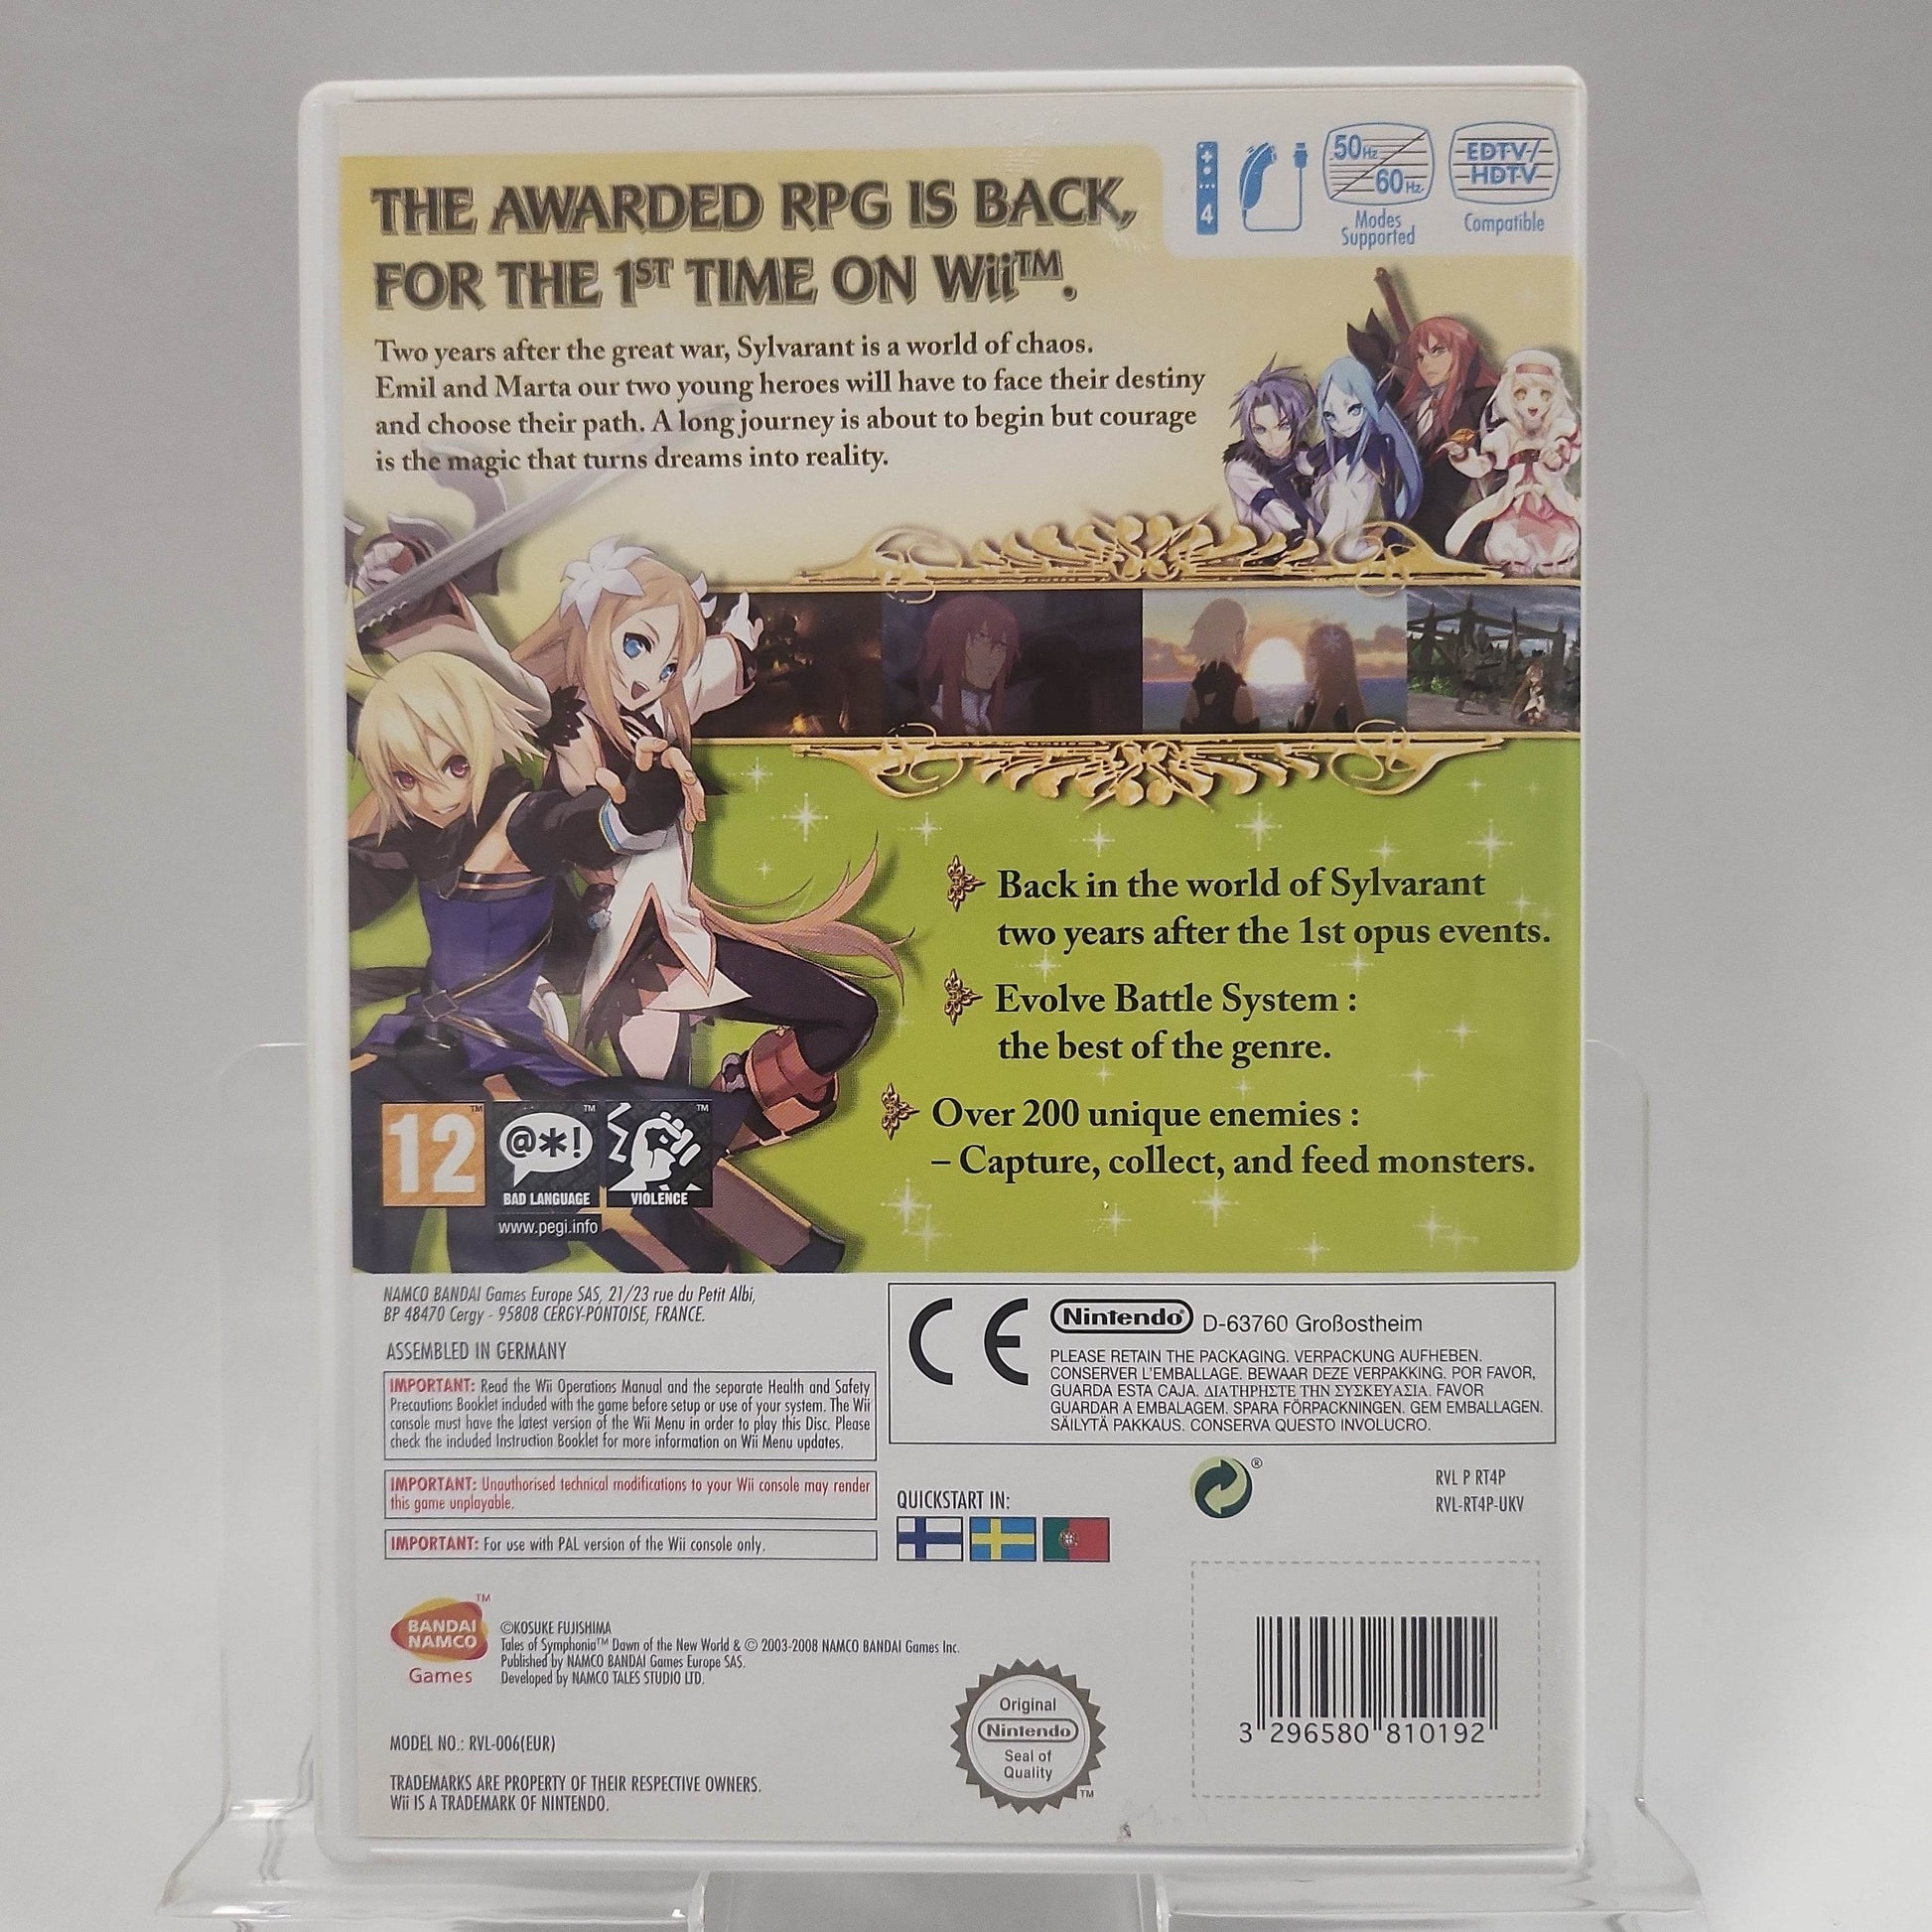 THE AWARDED RPG IS BACK,
FOR THE 1ST TIME ON Wii™.
4
50Hz
60Hz
Modes
Supported
EDTV/
HDTV
Compatible
Two years after the great war, Sylvarant is a world of chaos.
Emil and Marta our two young heroes will have to face their destiny
and choose their path. A long journey is about to begin but courage
is the magic that turns dreams into reality.
Back in the world of Sylvarant
two years after the 1st opus events.
Evolve Battle System :
the best of the genre.
Over 200 unique enemies :
– Capture, collect, and feed monsters.
12™
@*!™
BAD LANGUAGE
™
VIOLENCE
www.pegi.info
NAMCO BANDAI Games Europe SAS, 21/23 rue du Petit Albi,
BP 48470 Cergy - 95808 CERGY-PONTOISE, FRANCE.
ASSEMBLED IN GERMANY
IMPORTANT: Read the Wii Operations Manual and the separate Health and Safety
Precautions Booklet included with the game before setup or use of your system. The Wii
console must have the latest version of the Wii Menu in order to play this Disc. Please
check the included Instruction Booklet for more information on Wii Menu updates.
IMPORTANT: Unauthorised technical modifications to your Wii console may render
this game unplayable.
IMPORTANT: For use with PAL version of the Wii console only.
CE
Nintendo® D-63760 Großostheim
PLEASE RETAIN THE PACKAGING. VERPACKUNG AUFHEBEN.
CONSERVER L'EMBALLAGE. BEWAAR DEZE VERPAKKING. POR FAVOR,
GUARDA ESTA CAJA. ΔΙΑΤΗΡΗΣΤΕ ΤΗΝ ΣΥΣΚΕΥΑΣΙΑ. FAVOR
GUARDAR A EMBALAGEM. SPARA FÖRPACKNINGEN. GEM EMBALLAGEN.
SÄILYTÄ PAKKAUS. CONSERVA QUESTO INVOLUCRO.
QUICKSTART IN:
®
RVL P RT4P
RVL-RT4P-UKV
BANDAI
NAMCO
Games
™
©KOSUKE FUJISHIMA
Tales of Symphonia™ Dawn of the New World & © 2003-2008 NAMCO BANDAI Games Inc.
Published by NAMCO BANDAI Games Europe SAS.
Developed by NAMCO TALES STUDIO LTD.
MODEL NO.: RVL-006(EUR)
TRADEMARKS ARE PROPERTY OF THEIR RESPECTIVE OWNERS.
Wii IS A TRADEMARK OF NINTENDO.
Original
Nintendo
Seal of
Quality
™
3 296580 810192